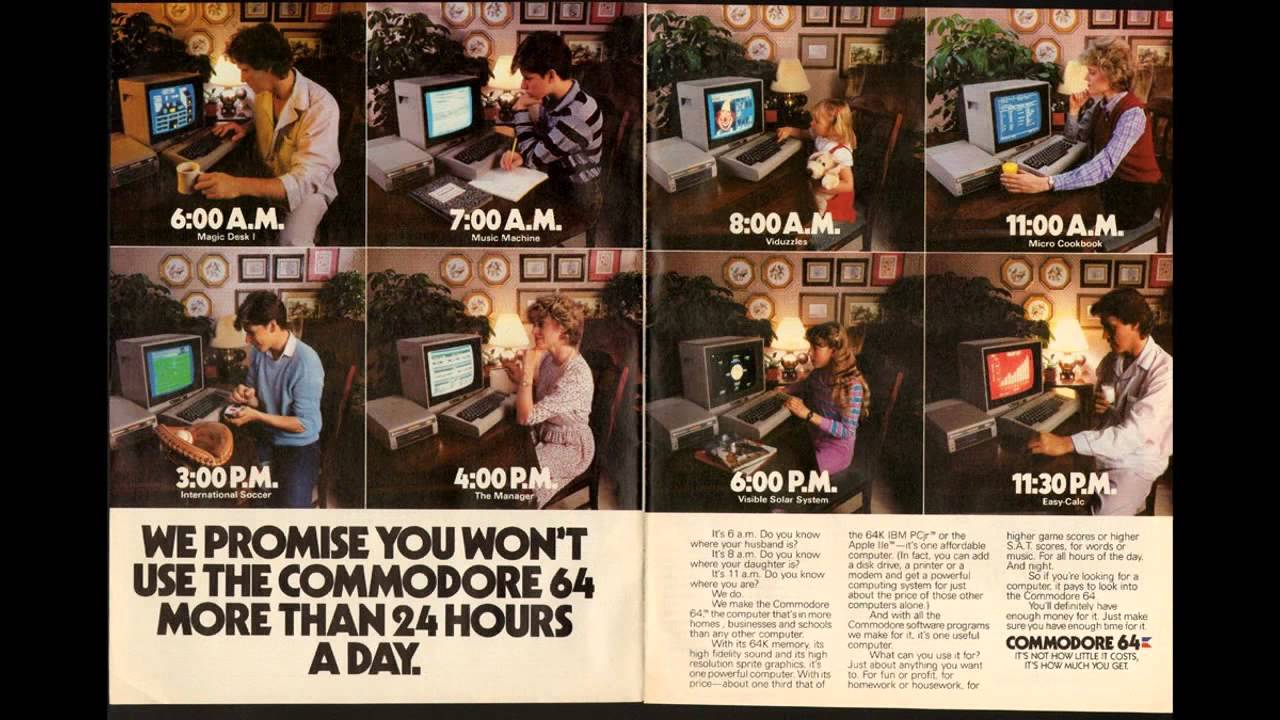 6:00 A.M.
Magic Desk I
7:00 A.M.
Music Machine
8:00 A.M.
Viduzzles
11:00 A.M.
Micro Cookbook
3:00 P.M.
International Soccer
4:00 P.M.
The Manager
6:00 P.M.
Visible Solar System
11:30 P.M.
Easy-Calc
WE PROMISE YOU WON'T
USE THE COMMODORE 64
MORE THAN 24 HOURS
A DAY.
It's 6 a.m. Do you know
where your husband is?
It's 8 a.m. Do you know
where your daughter is?
It's 11 a.m. Do you know
where you are?
We do.
We make the Commodore
64,™ the computer that's in more
homes, businesses and schools
than any other computer.
With its 64K memory, its
high fidelity sound and its high
resolution sprite graphics, it's
one powerful computer. With its
price—about one third that of
the 64K IBM PCjr™ or the
Apple IIe™—it's one affordable
computer. (In fact, you can add
a disk drive, a printer or a
modem and get a powerful
computing system for just
about the price of those other
computers alone.)
And with all the
Commodore software programs
we make for it, it's one useful
computer.
What can you use it for?
Just about anything you want
to. For fun or profit, for
homework or housework, for
higher game scores or higher
S.A.T. scores, for words or
music. For all hours of the day.
And night.
So if you're looking for a
computer, it pays to look into
the Commodore 64.
You'll definitely have
enough money for it. Just make
sure you have enough time for it.
COMMODORE 64
IT'S NOT HOW LITTLE IT COSTS,
IT'S HOW MUCH YOU GET.